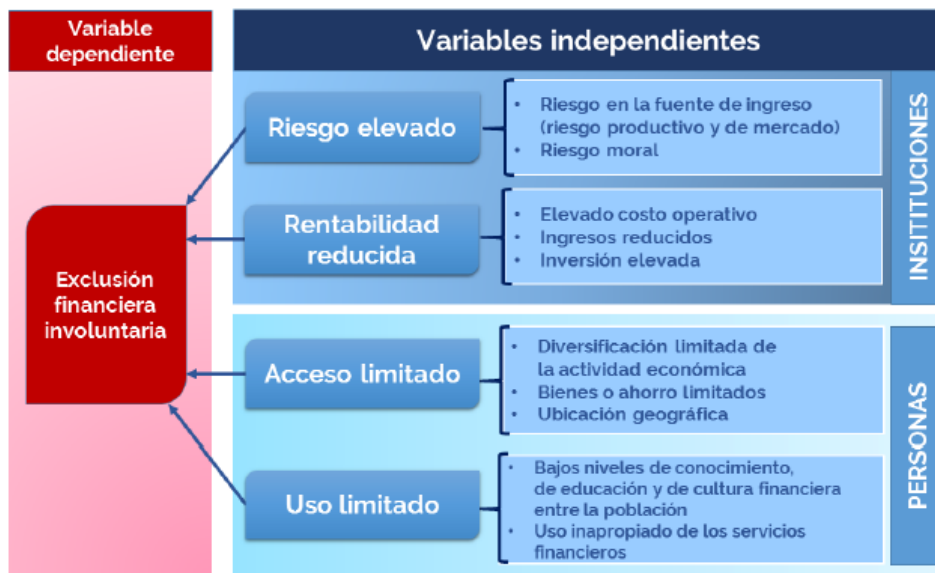 Variable
dependiente
Variables independientes
Exclusión
financiera
involuntaria
Riesgo elevado
• Riesgo en la fuente de ingreso
(riesgo productivo y de mercado)
• Riesgo moral
Rentabilidad
reducida
• Elevado costo operativo
• Ingresos reducidos
• Inversión elevada
INSITITUCIONES
Acceso limitado
• Diversificación limitada de
la actividad económica
• Bienes o ahorro limitados
• Ubicación geográfica
Uso limitado
• Bajos niveles de conocimiento,
de educación y de cultura financiera
entre la población
• Uso inapropiado de los servicios
financieros
PERSONAS